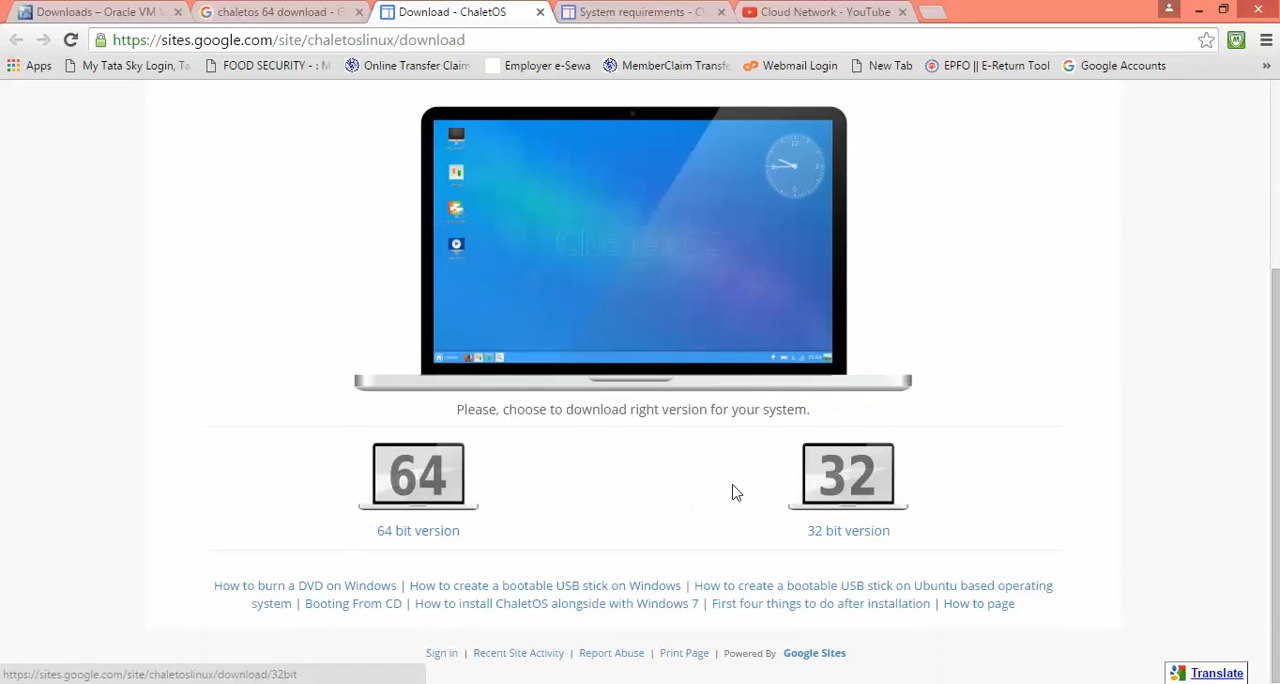 Downloads – Oracle VM
chaletos 64 download - G
Download - ChaletOS
System requirements - Ch
Cloud Network - YouTube
https://sites.google.com/site/chaletoslinux/download
Apps
My Tata Sky Login, Ta
FOOD SECURITY - : M
Online Transfer Claim
Employer e-Sewa
MemberClaim Transfe
Webmail Login
New Tab
EPFO || E-Return Tool
Google Accounts
»
ChaletOS
Please, choose to download right version for your system.
64
32
64 bit version
32 bit version
How to burn a DVD on Windows | How to create a bootable USB stick on Windows | How to create a bootable USB stick on Ubuntu based operating
system | Booting From CD | How to install ChaletOS alongside with Windows 7 | First four things to do after installation | How to page
Sign in | Recent Site Activity | Report Abuse | Print Page | Powered By Google Sites
https://sites.google.com/site/chaletoslinux/download/32bit
Translate